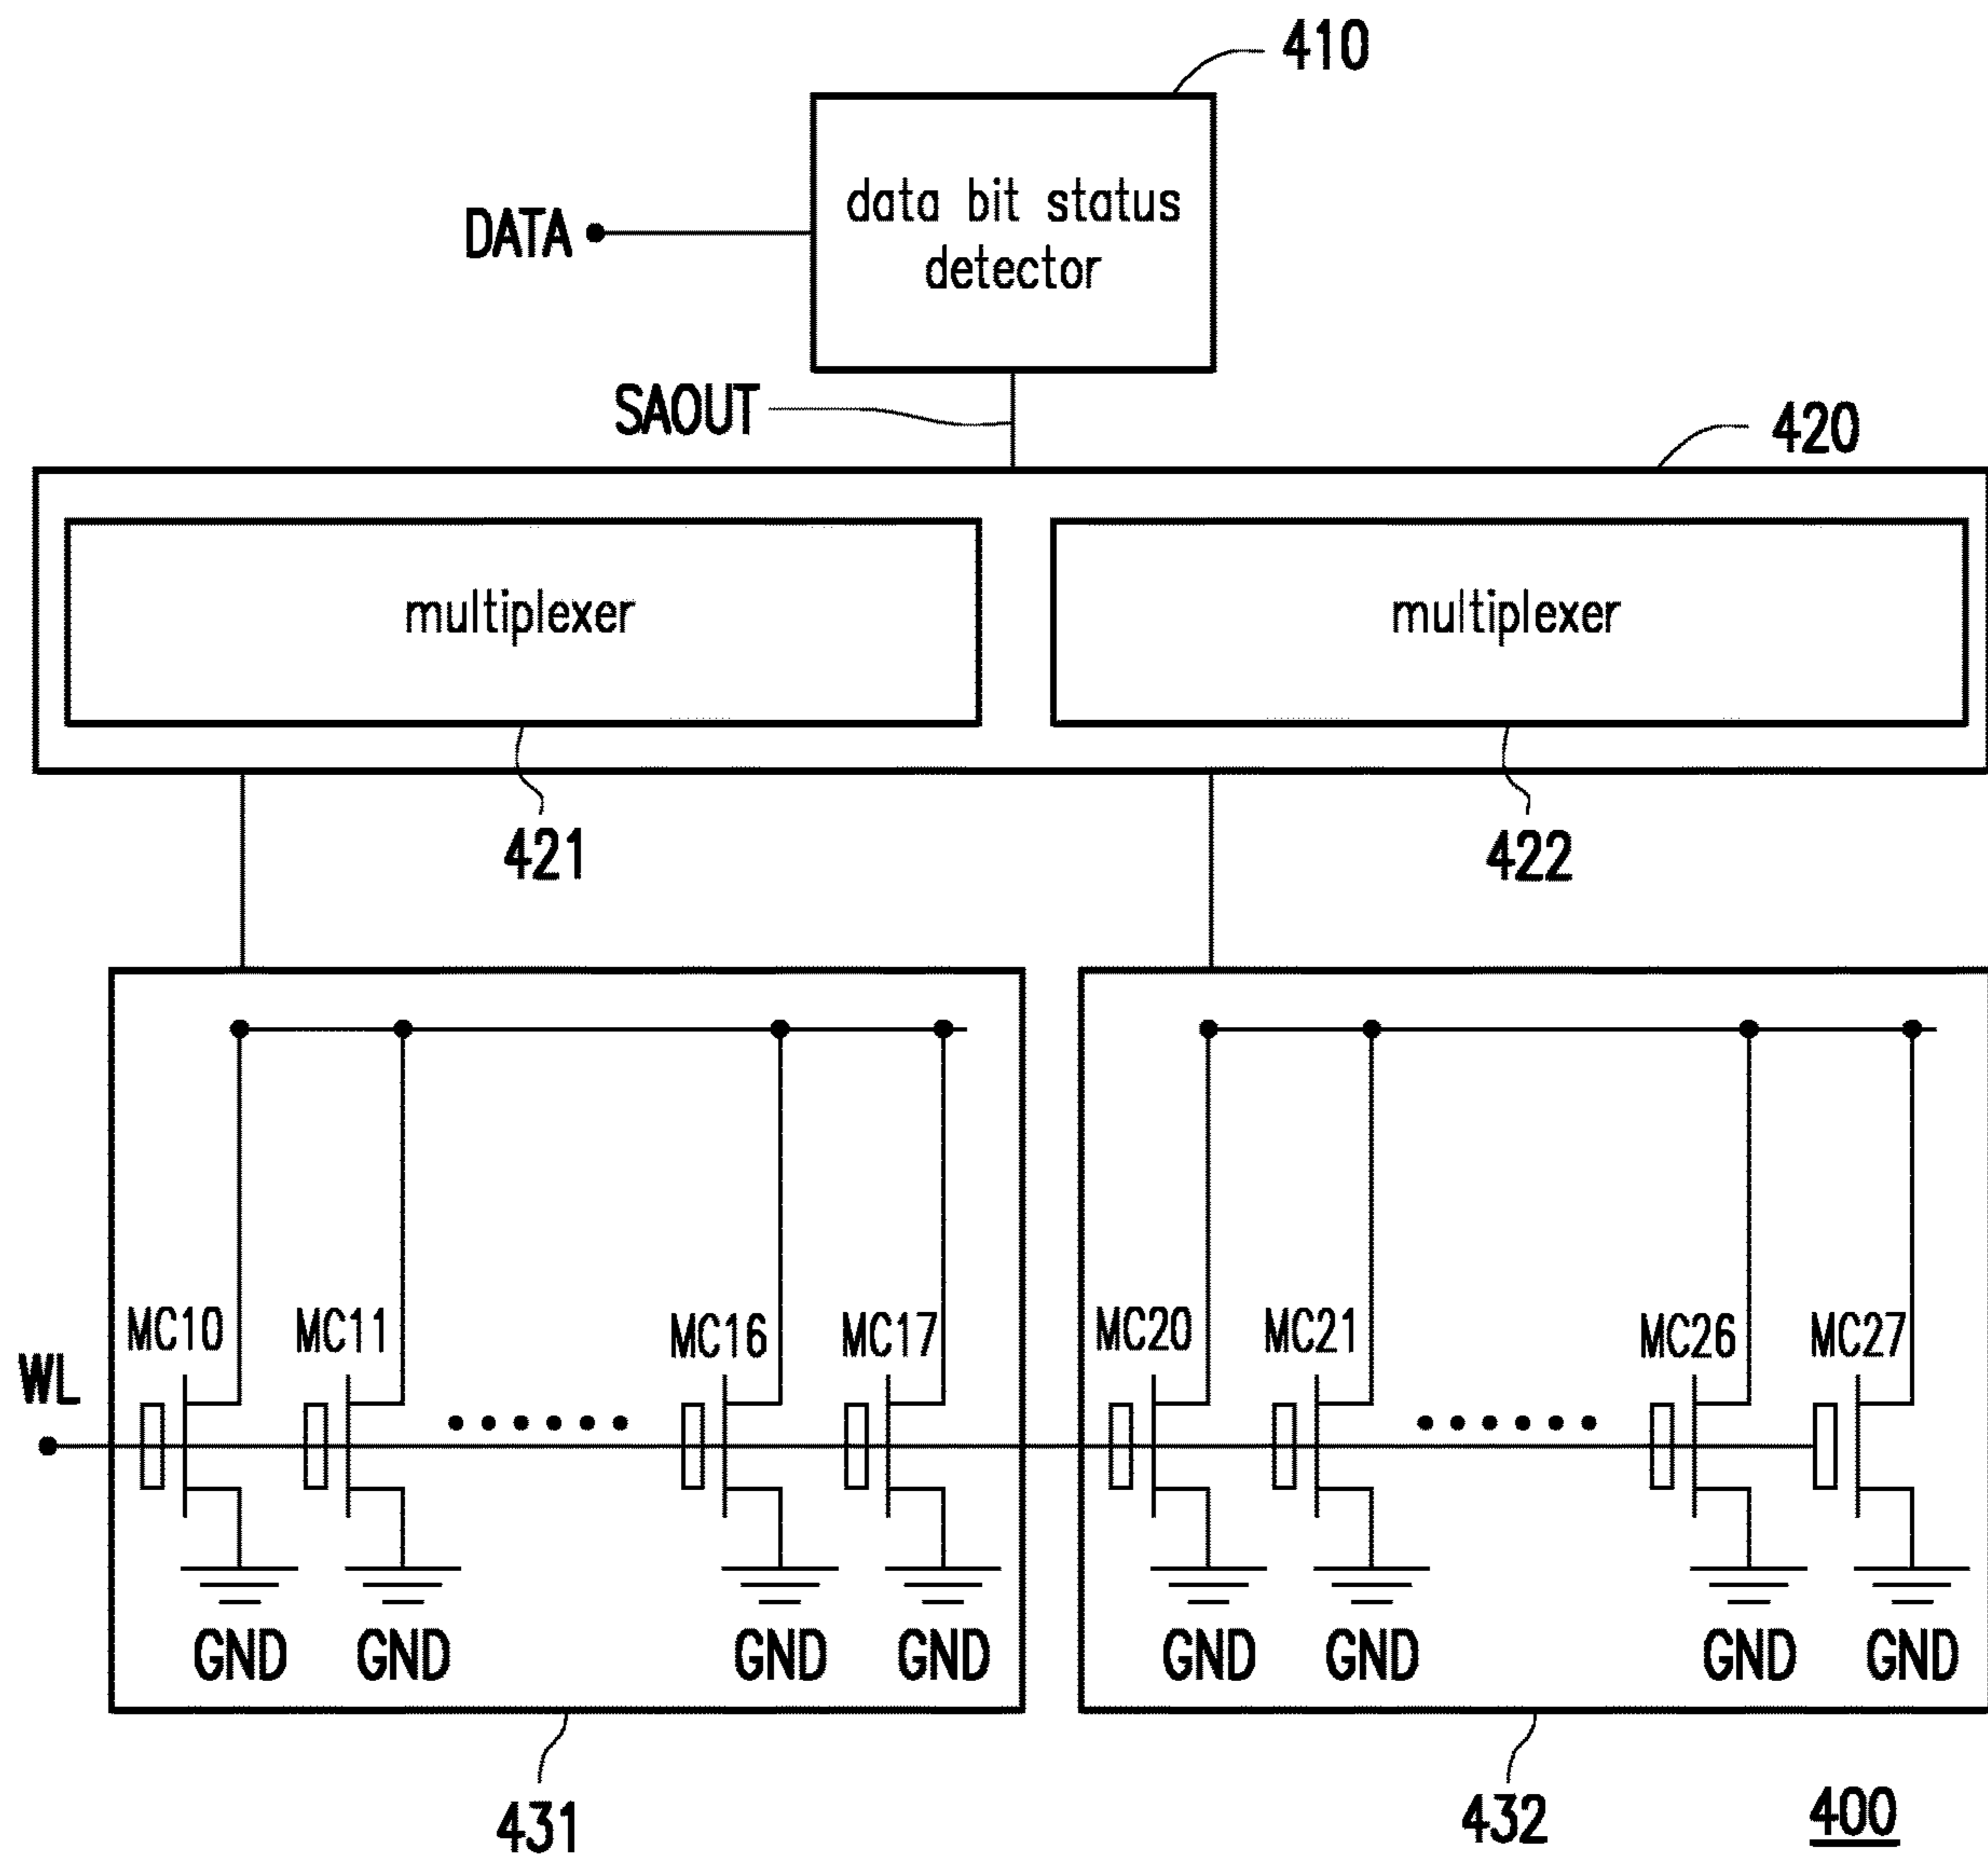 410
data bit status
detector
DATA
SAOUT
420
multiplexer
multiplexer
421
422
MC10
MC11
MC16
MC17
MC20
MC21
MC26
MC27
WL
GND
GND
GND
GND
GND
GND
GND
GND
431
432
400